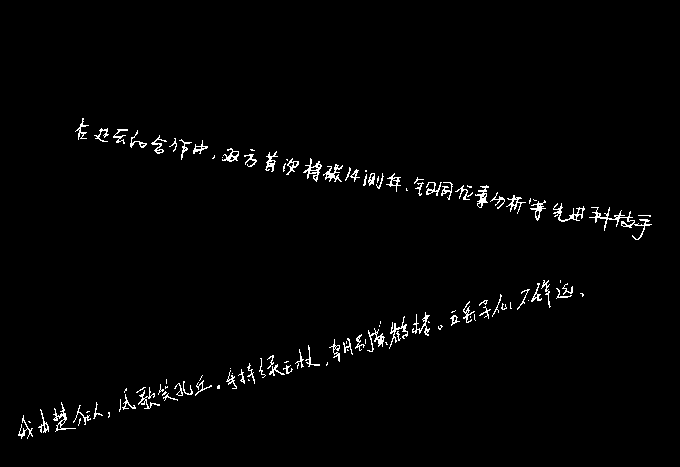 在过去的合作中，双方首次将碳14测年、锶同位素分析等先进科技手
我本楚狂人，凤歌笑孔丘。手持绿玉杖，朝别黄鹤楼。五岳寻仙不辞远，